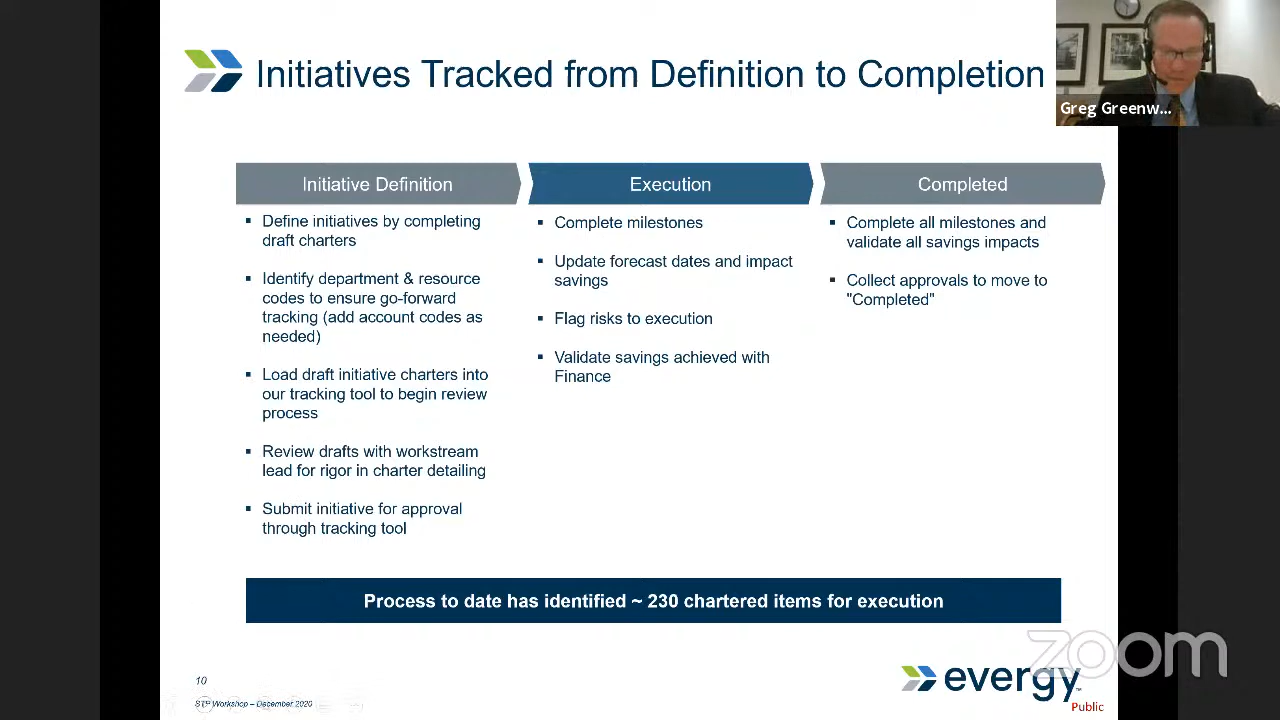 Initiatives Tracked from Definition to Completion
Greg Greenw...
Initiative Definition
▪ Define initiatives by completing
draft charters
▪ Identify department & resource
codes to ensure go-forward
tracking (add account codes as
needed)
▪ Load draft initiative charters into
our tracking tool to begin review
process
▪ Review drafts with workstream
lead for rigor in charter detailing
▪ Submit initiative for approval
through tracking tool
Execution
▪ Complete milestones
▪ Update forecast dates and impact
savings
▪ Flag risks to execution
▪ Validate savings achieved with
Finance
Completed
▪ Complete all milestones and
validate all savings impacts
▪ Collect approvals to move to
"Completed"
Process to date has identified ~ 230 chartered items for execution
zoom
10
evergy
STP Workshop – December 2020
Public